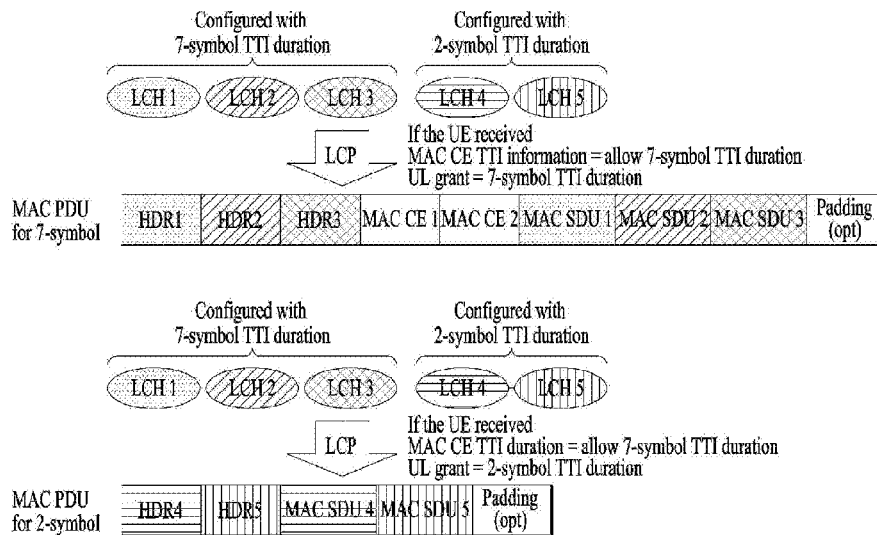 Configured with
7-symbol TTI duration
Configured with
2-symbol TTI duration
LCH 1 LCH 2 LCH 3 LCH 4 LCH 5
LCP
If the UE received
MAC CE TTI information = allow 7-symbol TTI duration
UL grant = 7-symbol TTI duration
MAC PDU
for 7-symbol
HDR1 HDR2 HDR3 MAC CE 1 MAC CE 2 MAC SDU 1 MAC SDU 2 MAC SDU 3 Padding
(opt)
Configured with
7-symbol TTI duration
Configured with
2-symbol TTI duration
LCH 1 LCH 2 LCH 3 LCH 4 LCH 5
LCP
If the UE received
MAC CE TTI duration = allow 7-symbol TTI duration
UL grant = 2-symbol TTI duration
MAC PDU
for 2-symbol
HDR4 HDR5 MAC SDU 4 MAC SDU 5 Padding
(opt)